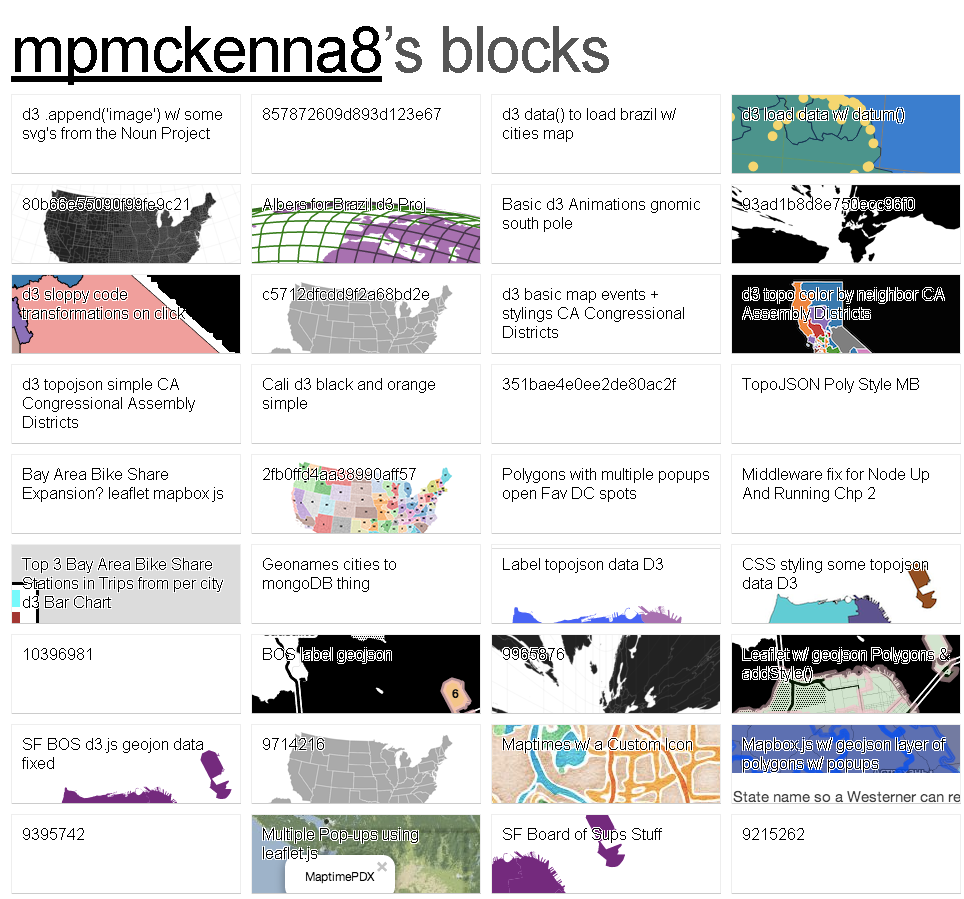 mpmckenna8’s blocks
d3 .append('image') w/ some
svg's from the Noun Project
857872609d893d123e67
d3 data() to load brazil w/
cities map
d3 load data w/ datum()
80b66e55090f99fe9c21
Albers for Brazil d3 Proj
Basic d3 Animations gnomic
south pole
93ad1b8d8e750ecc96f0
d3 sloppy code
transformations on click
c5712dfcdd9f2a68bd2e
d3 basic map events +
stylings CA Congressional
Districts
d3 topo color by neighbor CA
Assembly Districts
d3 topojson simple CA
Congressional Assembly
Districts
Cali d3 black and orange
simple
351bae4e0ee2de80ac2f
TopoJSON Poly Style MB
Bay Area Bike Share
Expansion? leaflet mapbox js
2fb0ffd4aa38990aff57
Polygons with multiple popups
open Fav DC spots
Middleware fix for Node Up
And Running Chp 2
Top 3 Bay Area Bike Share
Stations in Trips from per city
d3 Bar Chart
Geonames cities to
mongoDB thing
Label topojson data D3
CSS styling some topojson
data D3
10396981
BOS label geojson
6
9965876
Leaflet w/ geojson Polygons &
addStyle()
SF BOS d3.js geojon data
fixed
9714216
Maptimes w/ a Custom Icon
Mapbox.js w/ geojson layer of
polygons w/ popups
State name so a Westerner can re
9395742
Multiple Pop-ups using
leaflet.js
MaptimePDX
SF Board of Sups Stuff
9215262